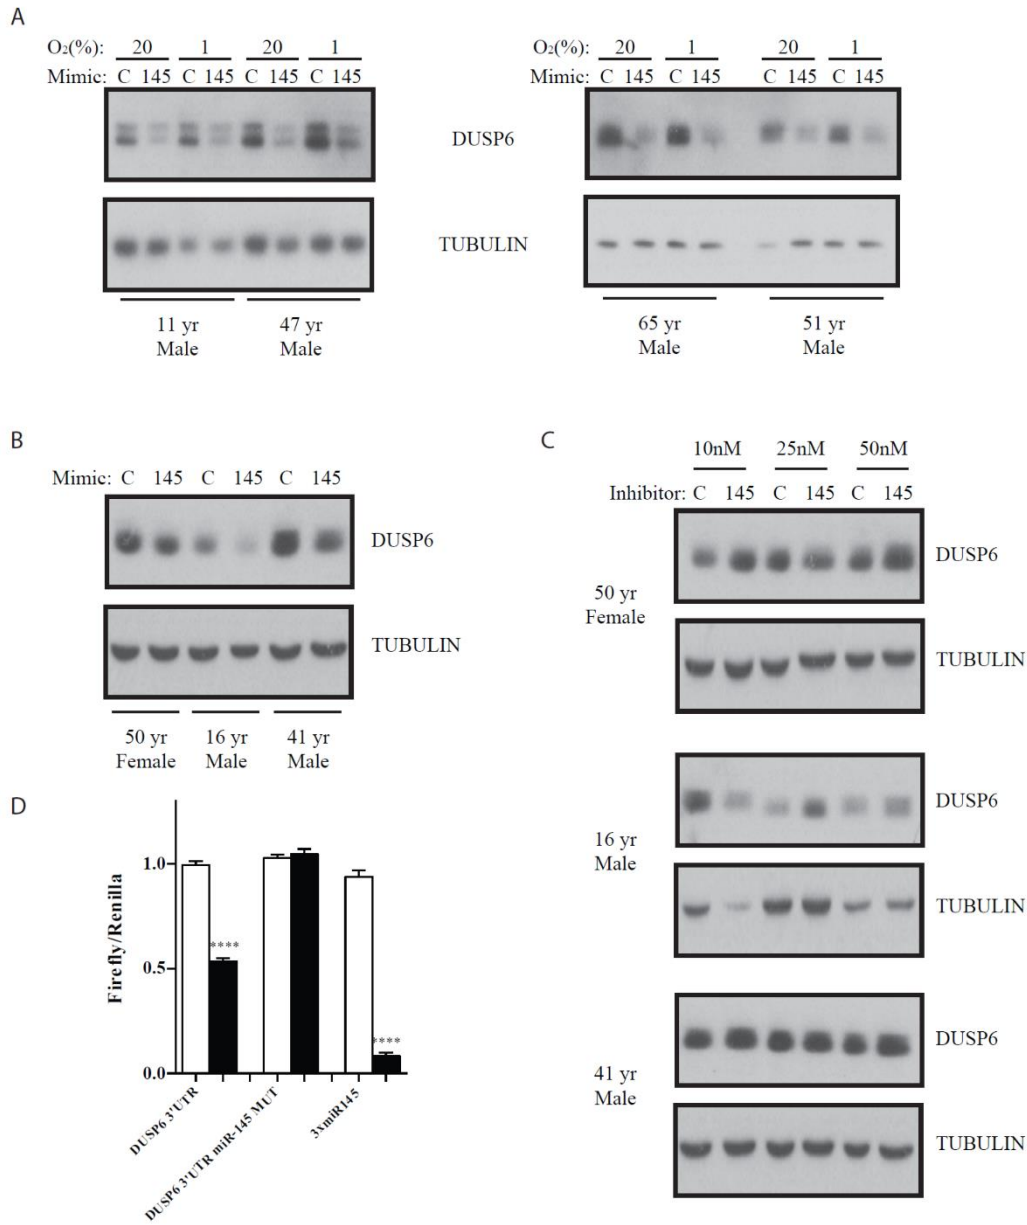 A
O₂(%): 20 1 20 1
Mimic: C 145 C 145 C 145 C 145
20 1 20 1
C 145 C 145 C 145 C 145
DUSP6
TUBULIN
11 yr
Male
47 yr
Male
65 yr
Male
51 yr
Male
B
Mimic: C 145 C 145 C 145
DUSP6
TUBULIN
50 yr
Female
16 yr
Male
41 yr
Male
C
10nM 25nM 50nM
Inhibitor: C 145 C 145 C 145
DUSP6
50 yr
Female
TUBULIN
DUSP6
16 yr
Male
TUBULIN
DUSP6
41 yr
Male
TUBULIN
D
Firefly/Renilla
1.0
0.5
0.0
****
****
DUSP6 3'UTR
DUSP6 3'UTR miR-145 MUT
3xmiR145